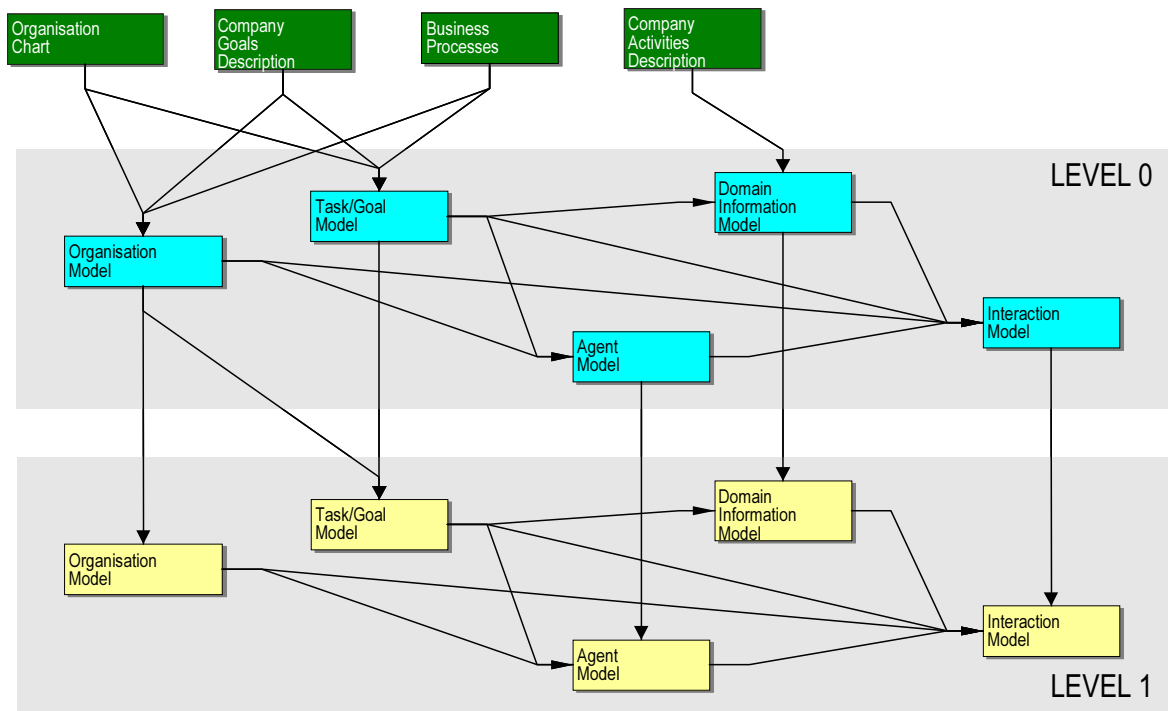 Organisation
Chart
Company
Goals
Description
Business
Processes
Company
Activities
Description
LEVEL 0
Task/Goal
Model
Domain
Information
Model
Organisation
Model
Interaction
Model
Agent
Model
Task/Goal
Model
Domain
Information
Model
Organisation
Model
Interaction
Model
Agent
Model
LEVEL 1